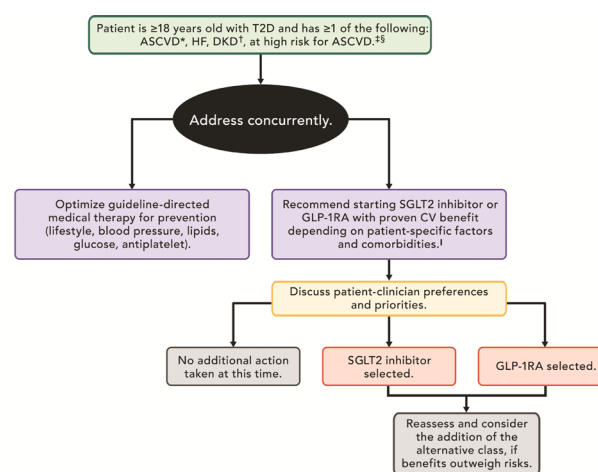 Patient is ≥18 years old with T2D and has ≥1 of the following:
ASCVD*, HF, DKD†, at high risk for ASCVD.‡§
Address concurrently.
Optimize guideline-directed
medical therapy for prevention
(lifestyle, blood pressure, lipids,
glucose, antiplatelet).
Recommend starting SGLT2 inhibitor or
GLP-1RA with proven CV benefit
depending on patient-specific factors
and comorbidities.ǀ
Discuss patient-clinician preferences
and priorities.
No additional action
taken at this time.
SGLT2 inhibitor
selected.
GLP-1RA selected.
Reassess and consider
the addition of the
alternative class, if
benefits outweigh risks.